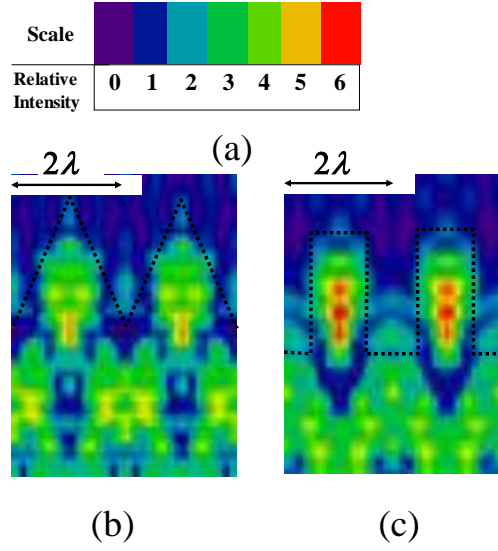 Scale
Relative Intensity 0 1 2 3 4 5 6
(a)
2λ 2λ
(b) (c)